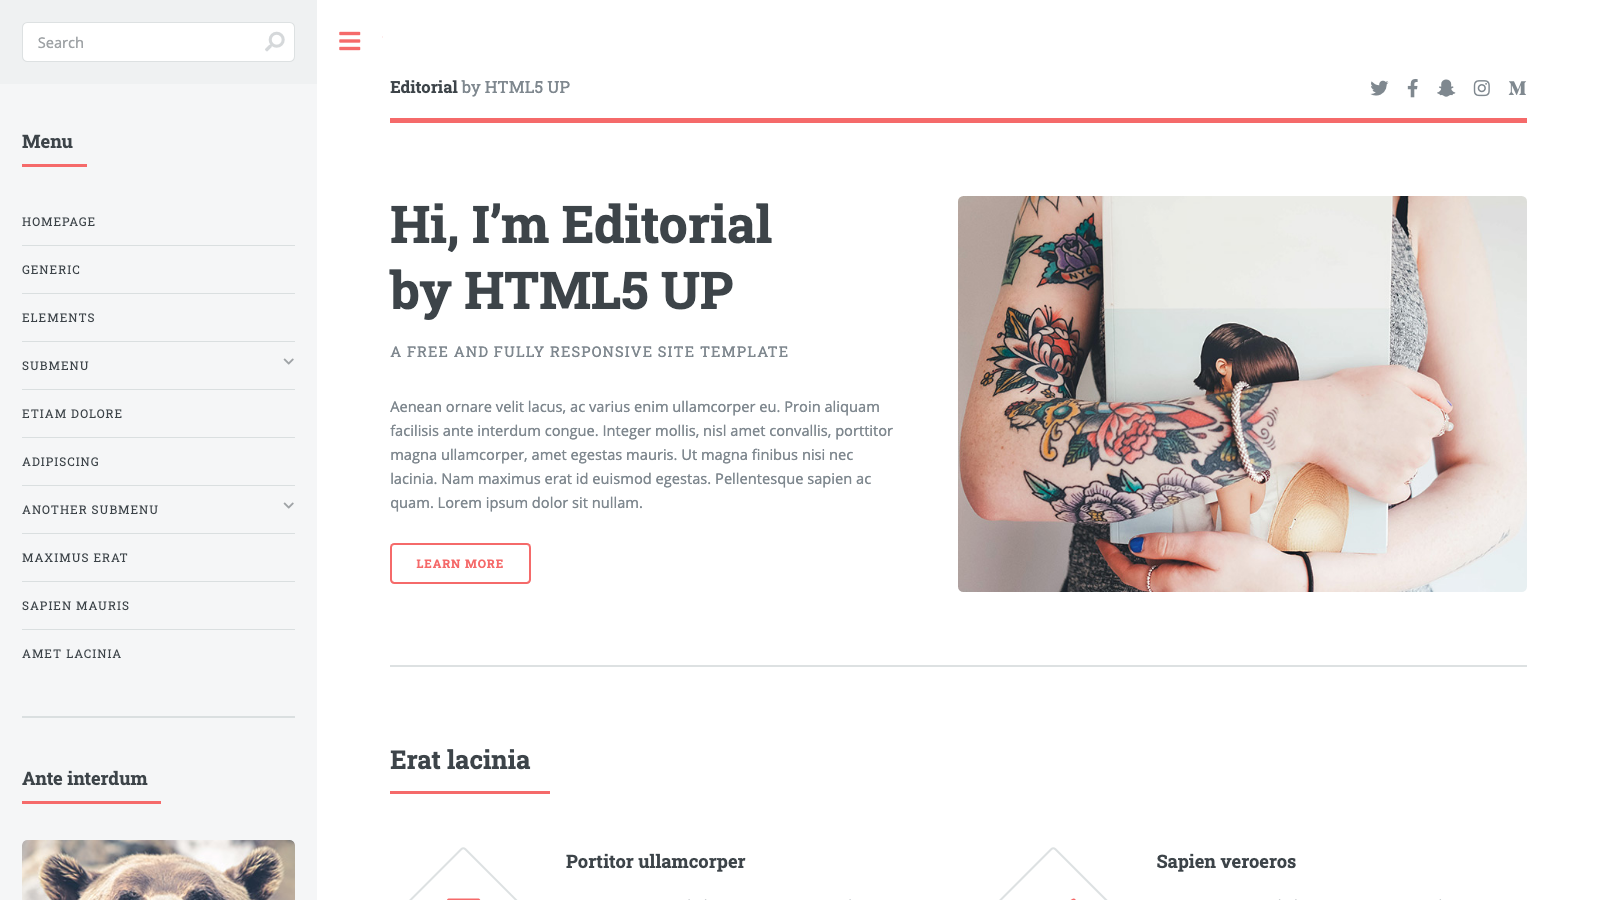 Search
Menu
HOMEPAGE
GENERIC
ELEMENTS
SUBMENU
ETIAM DOLORE
ADIPISCING
ANOTHER SUBMENU
MAXIMUS ERAT
SAPIEN MAURIS
AMET LACINIA
Ante interdum
Editorial by HTML5 UP
Hi, I’m Editorial
by HTML5 UP
A FREE AND FULLY RESPONSIVE SITE TEMPLATE
Aenean ornare velit lacus, ac varius enim ullamcorper eu. Proin aliquam
facilisis ante interdum congue. Integer mollis, nisl amet convallis, porttitor
magna ullamcorper, amet egestas mauris. Ut magna finibus nisi nec
lacinia. Nam maximus erat id euismod egestas. Pellentesque sapien ac
quam. Lorem ipsum dolor sit nullam.
LEARN MORE
NYC
Erat lacinia
Portitor ullamcorper
Sapien veroeros